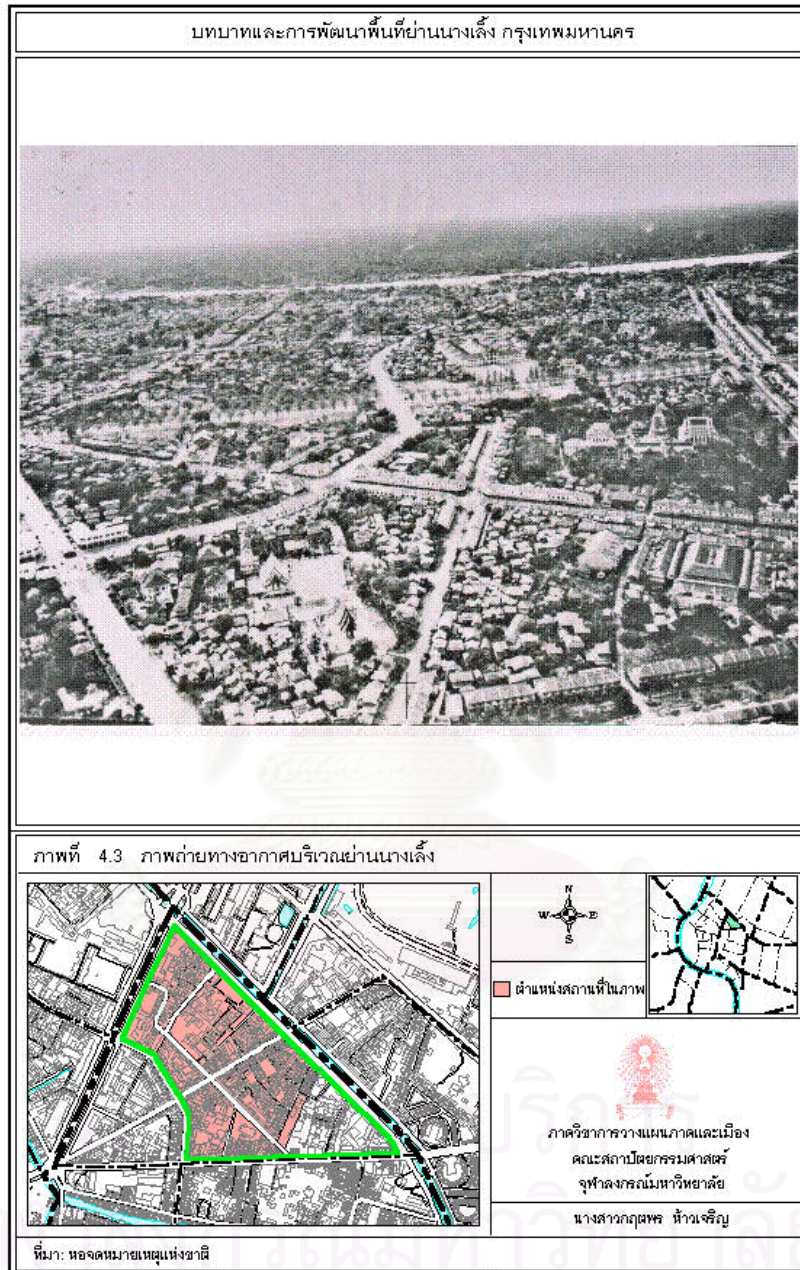 บทบาทและการพัฒนาพื้นที่ย่านนางเลิ้ง กรุงเทพมหานคร
ภาพที่ 4.3 ภาพถ่ายทางอากาศบริเวณย่านนางเลิ้ง
N
W E
S
ตำแหน่งสถานที่ในภาพ
ภาควิชาการวางแผนภาคและเมือง
คณะสถาปัตยกรรมศาสตร์
จุฬาลงกรณ์มหาวิทยาลัย
นางสาวกฤตพร ห้าวเจริญ
ที่มา: หอจดหมายเหตุแห่งชาติ